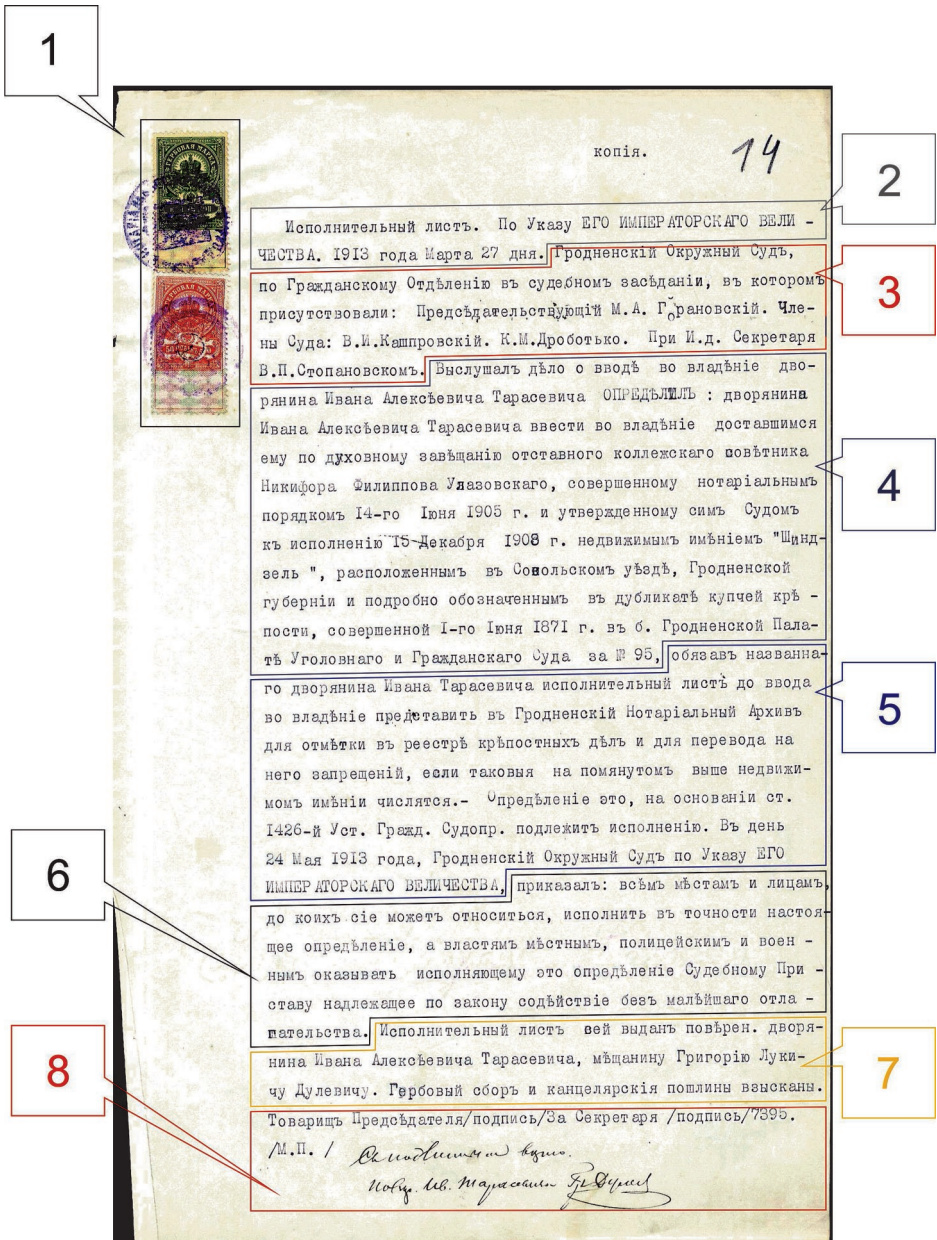 1
копія.
14
2
Исполнительный листъ. По Указу ЕГО ИМПЕРАТОРСКАГО ВЕЛИ -
ЧЕСТВА. 1913 года Марта 27 дня. Гродненскій Окружный Судъ,
по Гражданскому Отдѣленію въ судебномъ засѣданіи, въ которомъ
3
присутствовали: Предсѣдательствующій М.А. Горановскій. Чле-
ны Суда: В.И.Кашпровскій. К.М.Дроботько. При И.д. Секретаря
В.П.Стопановскомъ. Выслушалъ дѣло о вводѣ во владѣніе дво-
рянина Ивана Алексѣевича Тарасевича ОПРЕДѢЛИЛЪ : дворянина
Ивана Алексѣевича Тарасевича ввести во владѣніе доставшимся
ему по духовному завѣщанію отставного коллежскаго совѣтника
4
Никифора Филиппова Улазовскаго, совершенному нотаріальнымъ
порядкомъ 14-го Іюня 1905 г. и утвержденному симъ Судомъ
къ исполненію 15 Декабря 1908 г. недвижимымъ имѣніемъ "Шинд-
зель ", расположеннымъ въ Сокольскомъ уѣздѣ, Гродненской
губерніи и подробно обозначеннымъ въ дубликатѣ купчей крѣ -
пости, совершенной I-го Іюня 1871 г. въ б. Гродненской Пала-
тѣ Уголовнаго и Гражданскаго Суда за № 95, обязавъ названна-
го дворянина Ивана Тарасевича исполнительный листъ до ввода
5
во владѣніе представить въ Гродненскій Нотаріальный Архивъ
для отмѣтки въ реестрѣ крѣпостныхъ дѣлъ и для перевода на
него запрещеній, если таковыя на помянутомъ выше недвижи-
момъ имѣніи числятся.- Опредѣленіе это, на основаніи ст.
1426-й Уст. Гражд. Судопр. подлежитъ исполненію. Въ день
24 Мая 1913 года, Гродненскій Окружный Судъ по Указу ЕГО
6
ИМПЕРАТОРСКАГО ВЕЛИЧЕСТВА, приказалъ: всѣмъ мѣстамъ и лицамъ,
до коихъ сіе можетъ относиться, исполнить въ точности настоя-
щее опредѣленіе, а властямъ мѣстнымъ, полицейскимъ и воен -
нымъ оказывать исполняющему это опредѣленіе Судебному При -
ставу надлежащее по закону содѣйствіе безъ малѣйшаго отла -
гательства. Исполнительный листъ сей выданъ повѣрен. дворя-
8
нина Ивана Алексѣевича Тарасевича, мѣщанину Григорію Луки-
7
чу Дулевичу. Гербовый сборъ и канцелярскія пошлины взысканы.
Товарищъ Предсѣдателя/подпись/За Секретаря /подпись/7395.
/М.П. /